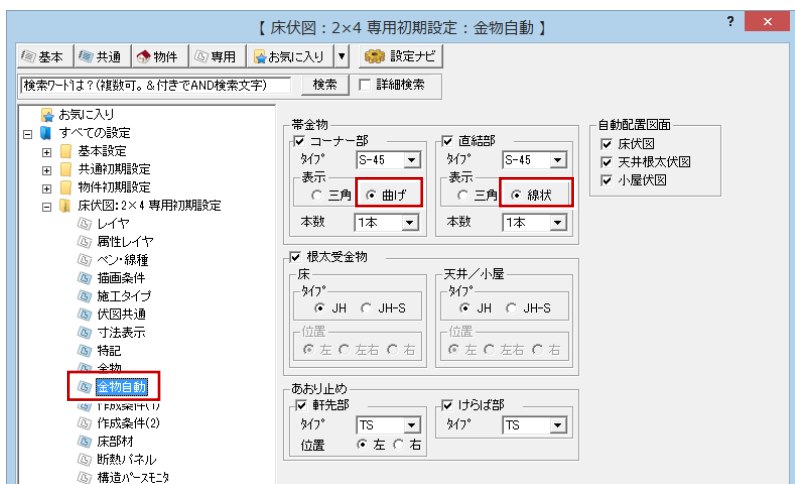 【 床伏図：2×4 専用初期設定：金物自動 】
? ×
基本 共通 物件 専用 お気に入り ▼ 設定ナビ
検索ワードは？(複数可。&付きでAND検索文字) 検索 詳細検索
お気に入り
すべての設定
基本設定
共通初期設定
物件初期設定
床伏図:2×4 専用初期設定
レイヤ
属性レイヤ
ペン・線種
描画条件
施工タイプ
伏図共通
寸法表示
特記
金物
金物自動
作成条件(1)
作成条件(2)
床部材
断熱パネル
構造パースモニタ
帯金物
コーナー部
タイプ S-45
表示
三角 曲げ
本数 1本
直結部
タイプ S-45
表示
三角 線状
本数 1本
根太受金物
床
タイプ
JH JH-S
位置
左 左右 右
天井／小屋
タイプ
JH JH-S
位置
左 左右 右
あおり止め
軒先部
タイプ TS
位置 左 右
けらば部
タイプ TS
自動配置図面
床伏図
天井根太伏図
小屋伏図